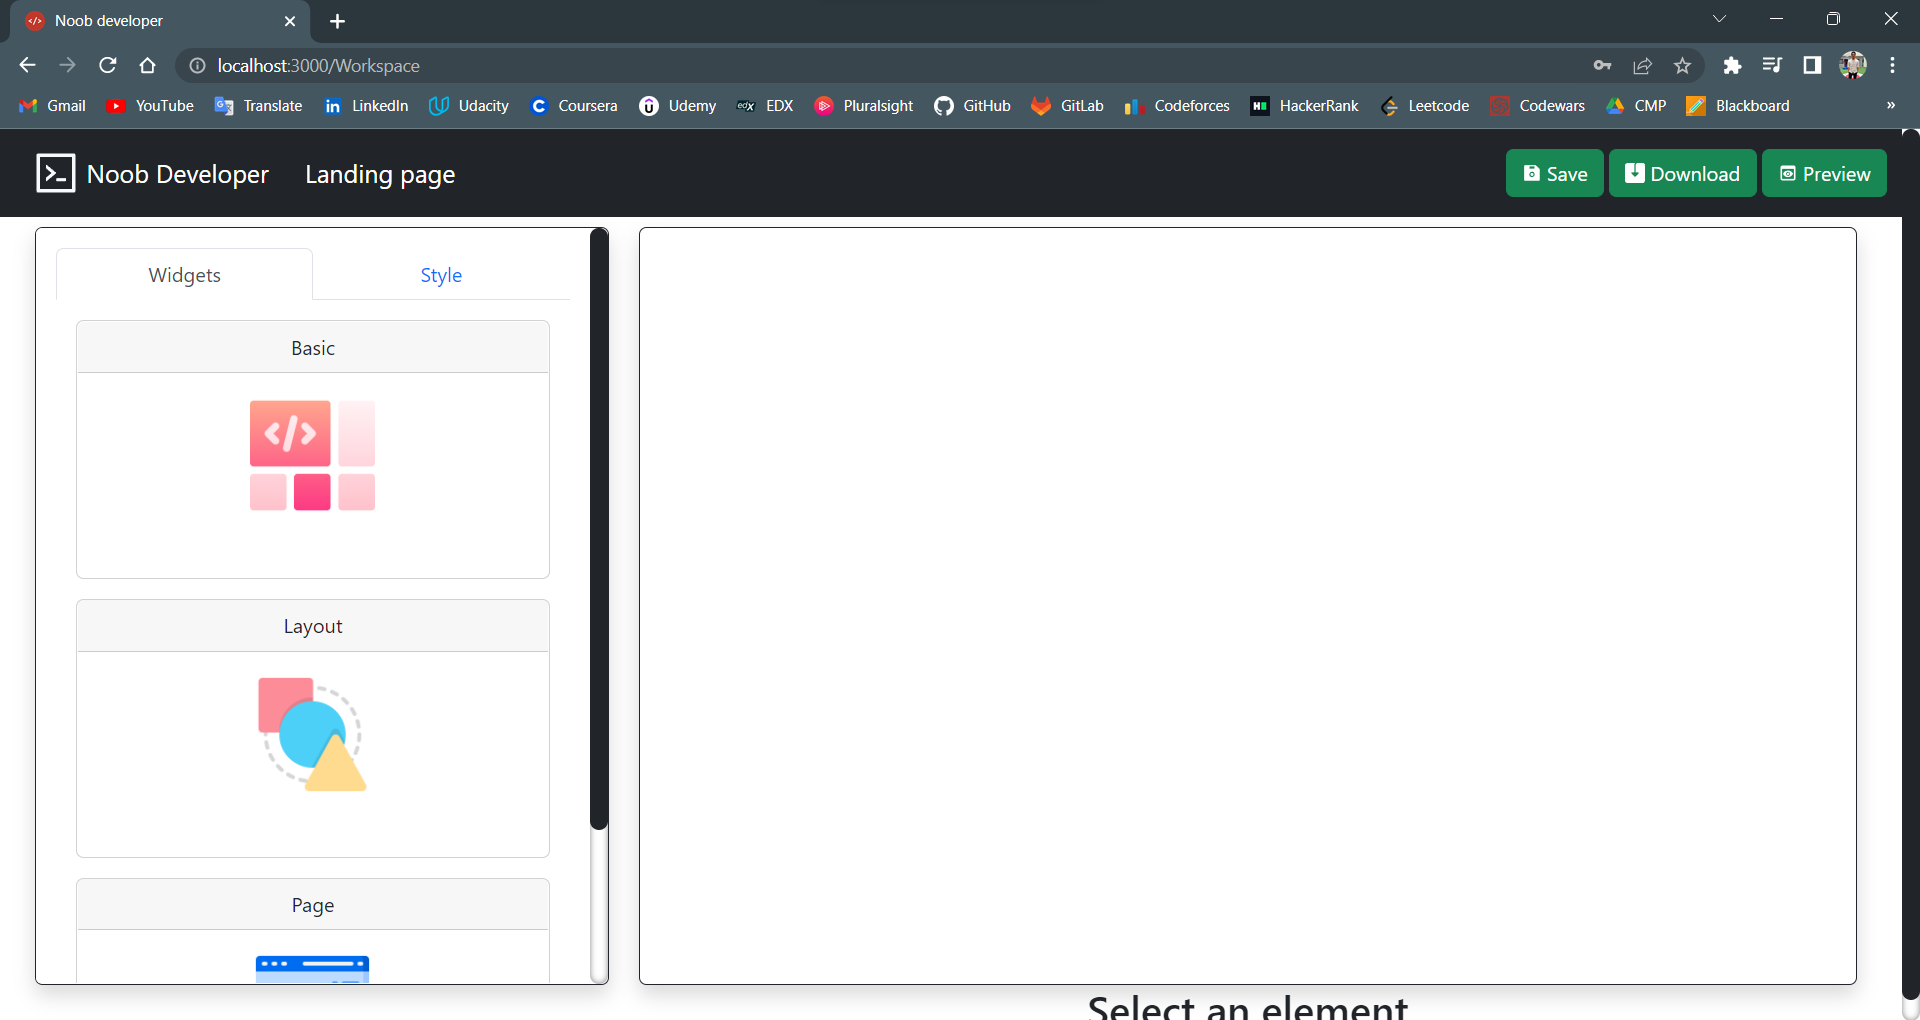 Noob developer
localhost:3000/Workspace
Gmail YouTube Translate LinkedIn Udacity Coursera Udemy EDX Pluralsight GitHub GitLab Codeforces HackerRank Leetcode Codewars CMP Blackboard »
Noob Developer Landing page Save Download Preview
Widgets Style
Basic
Layout
Page
Select an element